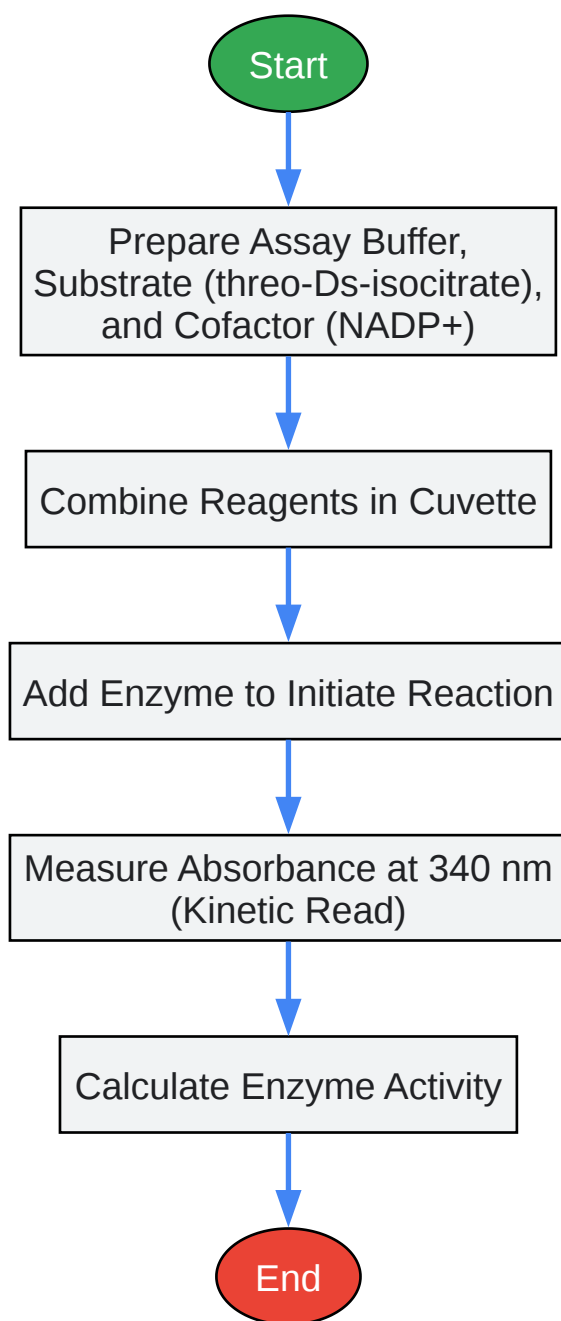 Start
Prepare Assay Buffer,
Substrate (threo-Ds-isocitrate),
and Cofactor (NADP+)
Combine Reagents in Cuvette
Add Enzyme to Initiate Reaction
Measure Absorbance at 340 nm
(Kinetic Read)
Calculate Enzyme Activity
End